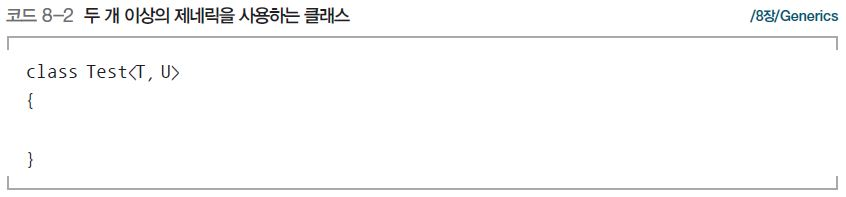 코드 8-2 두 개 이상의 제네릭을 사용하는 클래스 /8장/Generics
class Test<T, U>
{
}